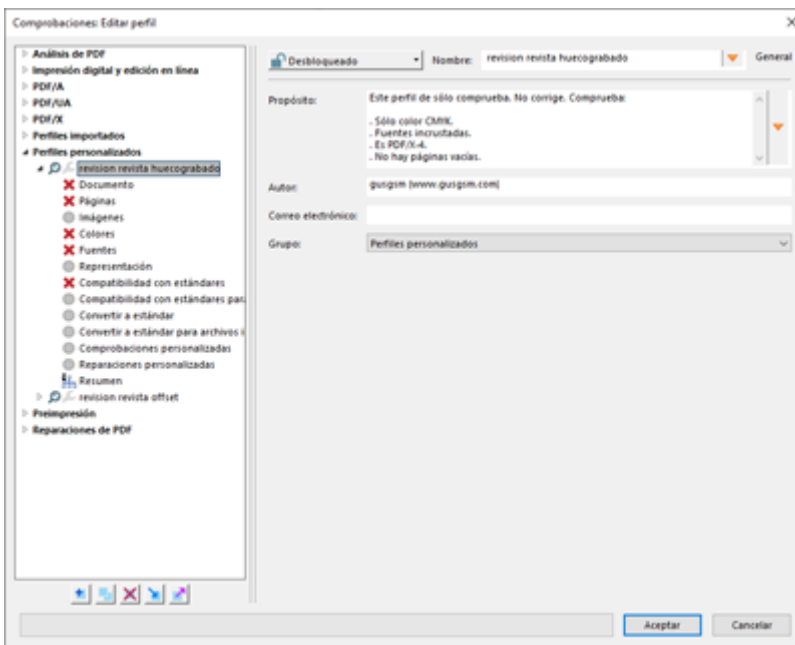 Comprobaciones: Editar perfil
Análisis de PDF
Impresión digital y edición en línea
PDF/A
PDF/UA
PDF/X
Perfiles importados
Perfiles personalizados
revision revista huecograbado
Documento
Páginas
Imágenes
Colores
Fuentes
Representación
Compatibilidad con estándares
Compatibilidad con estándares par
Convertir a estándar
Convertir a estándar para archivos i
Comprobaciones personalizadas
Reparaciones personalizadas
Resumen
revision revista offset
Preimpresión
Reparaciones de PDF
Desbloqueado
Nombre: revision revista huecograbado
General
Propósito:
Este perfil de sólo comprueba. No corrige. Comprueba:
. Sólo color CMYK.
. Fuentes incrustadas.
. Es PDF/X-4.
. No hay páginas vacías.
Autor: gusgsm (www.gusgsm.com)
Correo electrónico:
Grupo: Perfiles personalizados
Aceptar Cancelar